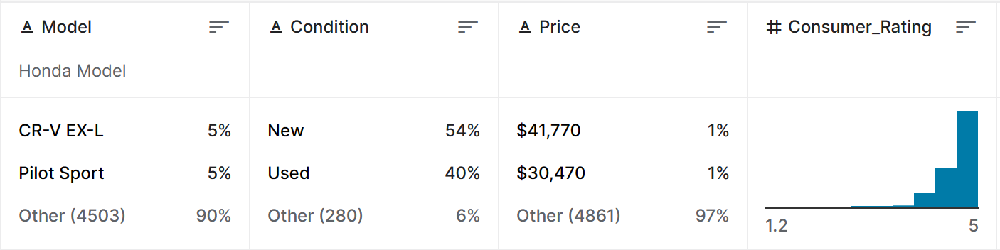 A Model
A Condition
A Price
# Consumer_Rating
Honda Model
CR-V EX-L 5%
New 54%
$41,770 1%
Pilot Sport 5%
Used 40%
$30,470 1%
Other (4503) 90%
Other (280) 6%
Other (4861) 97%
1.2 5